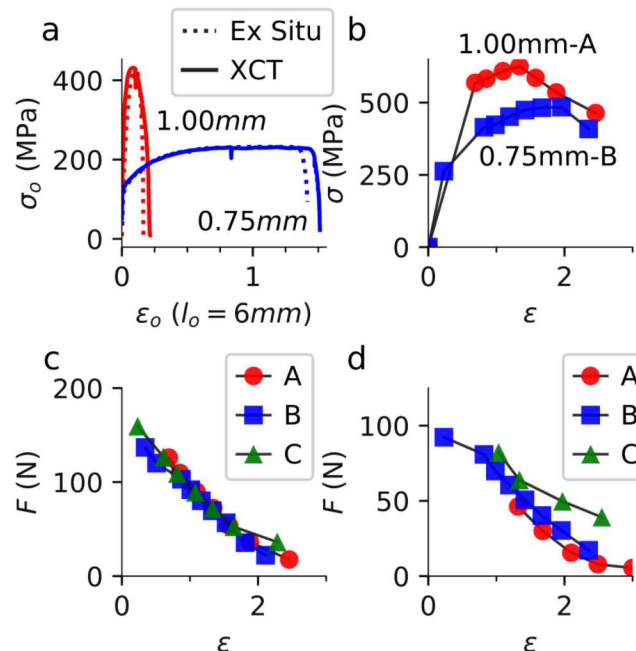 a
Ex Situ
XCT
σo (MPa)
400
200
0
1.00mm
0.75mm
0
1
εo (lo = 6mm)
b
σ (MPa)
500
250
0
1.00mm-A
0.75mm-B
0
2
ε
c
F (N)
200
100
0
A
B
C
0
2
ε
d
F (N)
100
50
0
A
B
C
0
2
ε